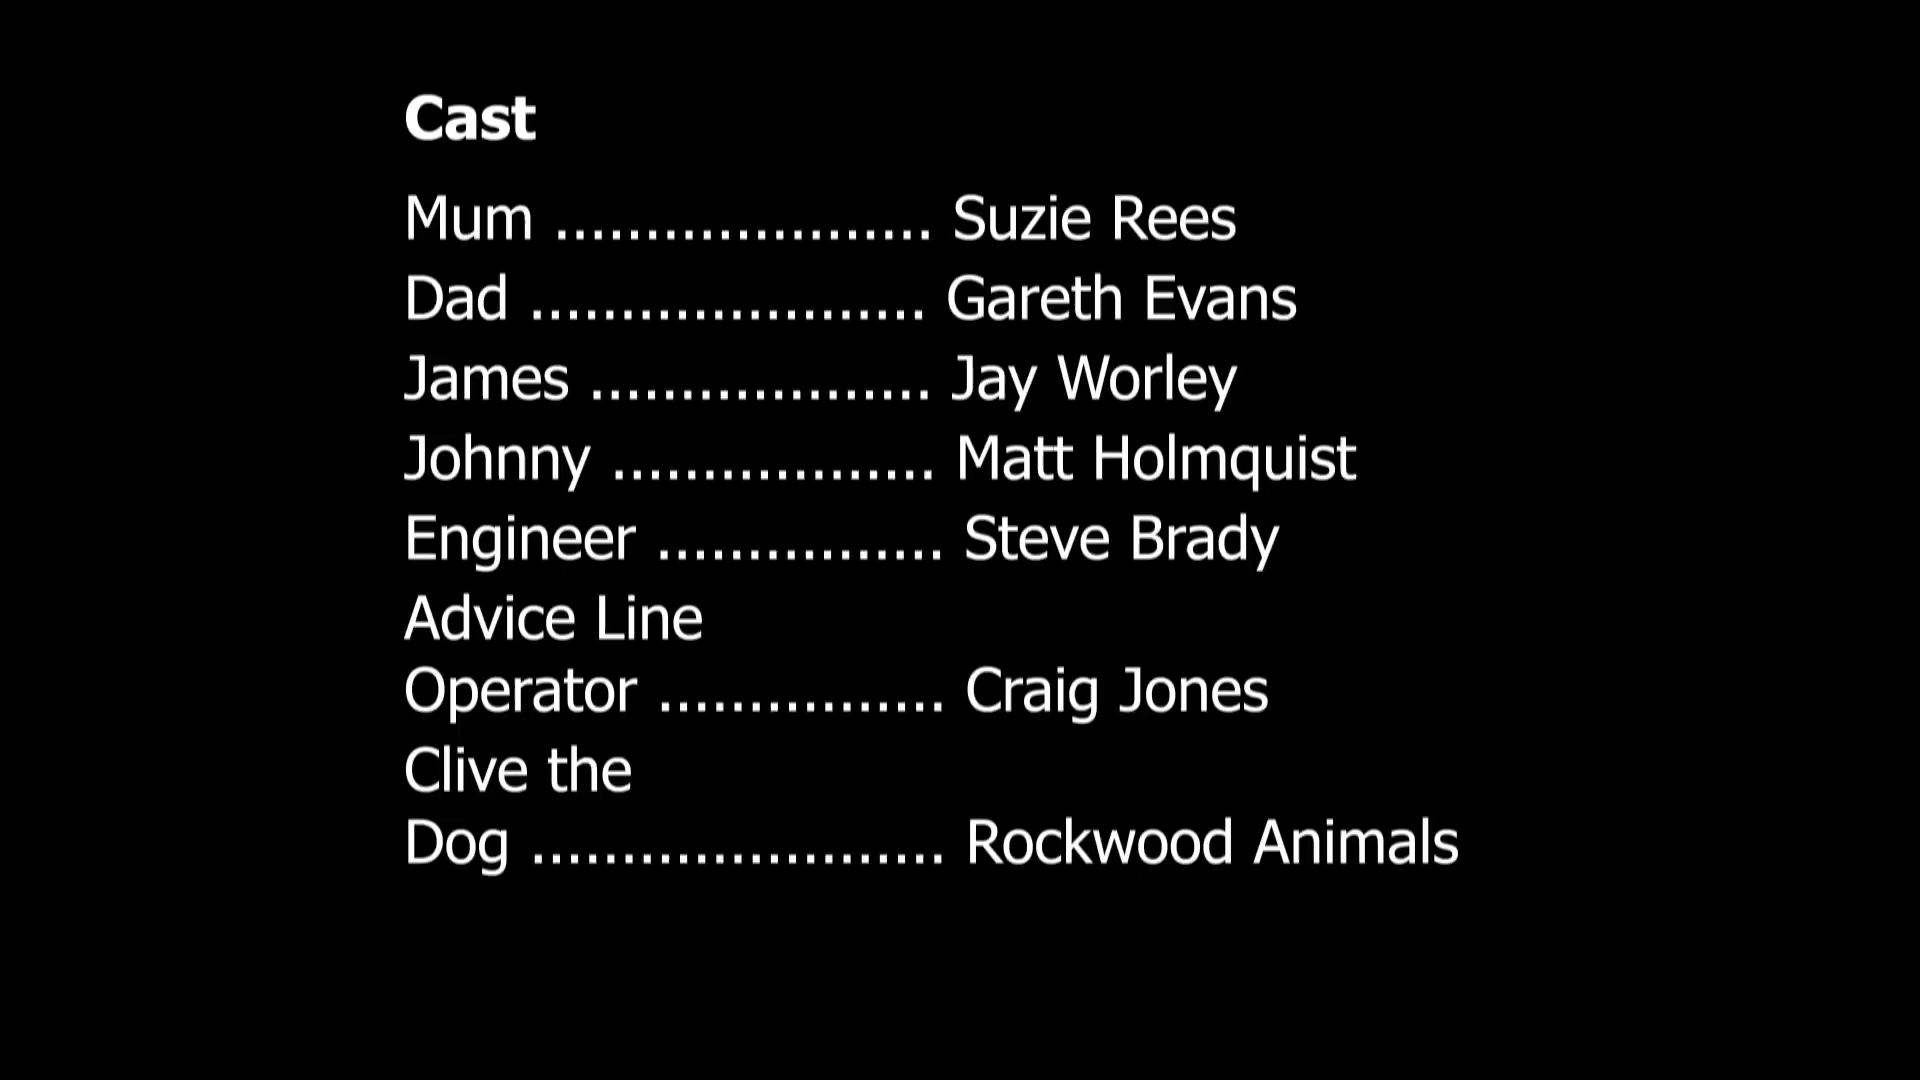 Cast
Mum ..................... Suzie Rees
Dad ...................... Gareth Evans
James ................... Jay Worley
Johnny .................. Matt Holmquist
Engineer ................ Steve Brady
Advice Line
Operator ................ Craig Jones
Clive the
Dog ....................... Rockwood Animals